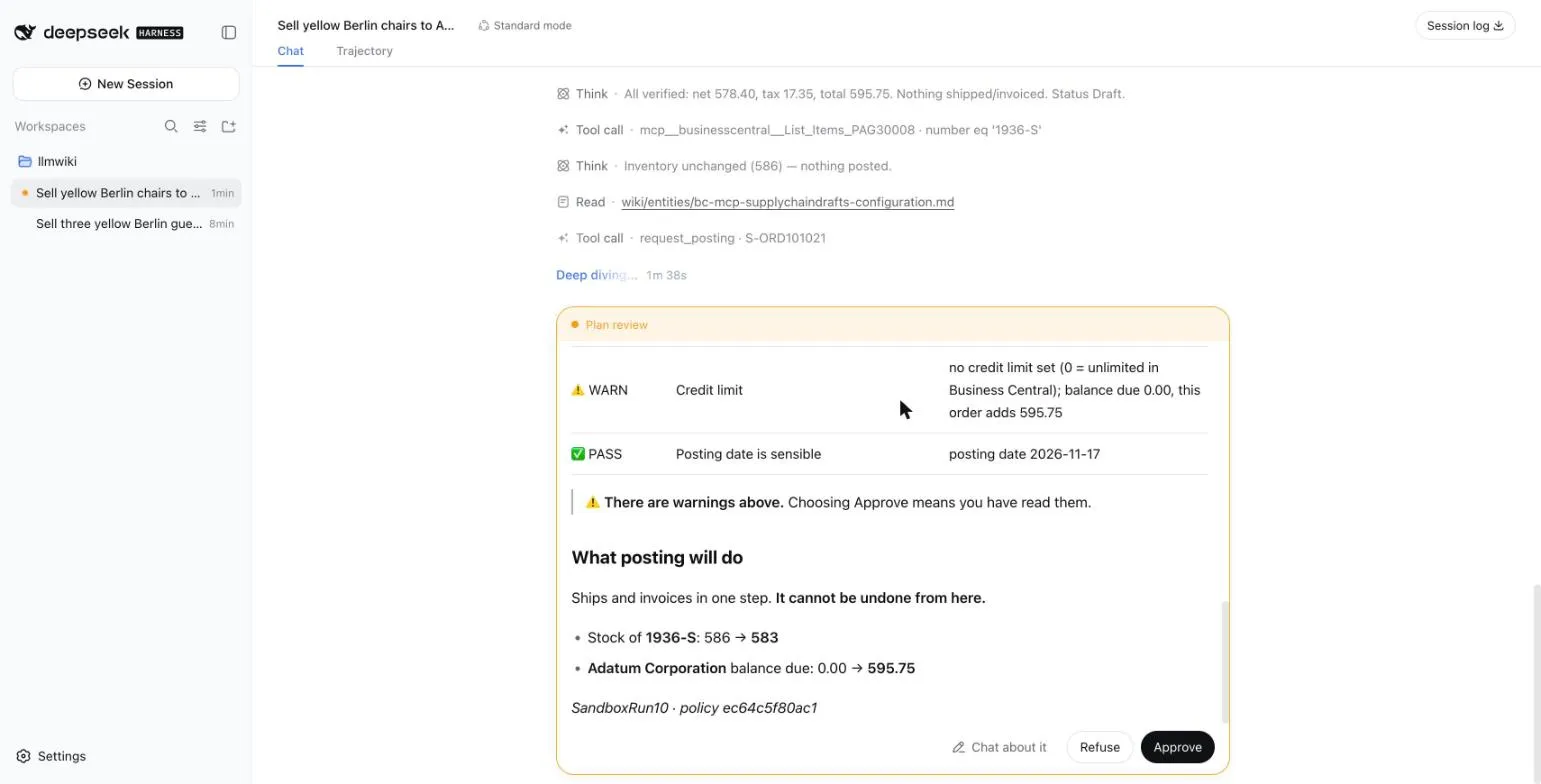 deepseek HARNESS
New Session
Workspaces
llmwiki
Sell yellow Berlin chairs to ... 1min
Sell three yellow Berlin gue... 8min
Settings
Sell yellow Berlin chairs to A... Standard mode
Session log
Chat Trajectory
Think · All verified: net 578.40, tax 17.35, total 595.75. Nothing shipped/invoiced. Status Draft.
Tool call · mcp__businesscentral__List_Items_PAG30008 · number eq '1936-S'
Think · Inventory unchanged (586) — nothing posted.
Read · wiki/entities/bc-mcp-supplychaindrafts-configuration.md
Tool call · request_posting · S-ORD101021
Deep diving... 1m 38s
Plan review
⚠️ WARN Credit limit no credit limit set (0 = unlimited in
Business Central); balance due 0.00, this
order adds 595.75
✅ PASS Posting date is sensible posting date 2026-11-17
⚠️ There are warnings above. Choosing Approve means you have read them.
What posting will do
Ships and invoices in one step. It cannot be undone from here.
• Stock of 1936-S: 586 → 583
• Adatum Corporation balance due: 0.00 → 595.75
SandboxRun10 · policy ec64c5f80ac1
Chat about it Refuse Approve